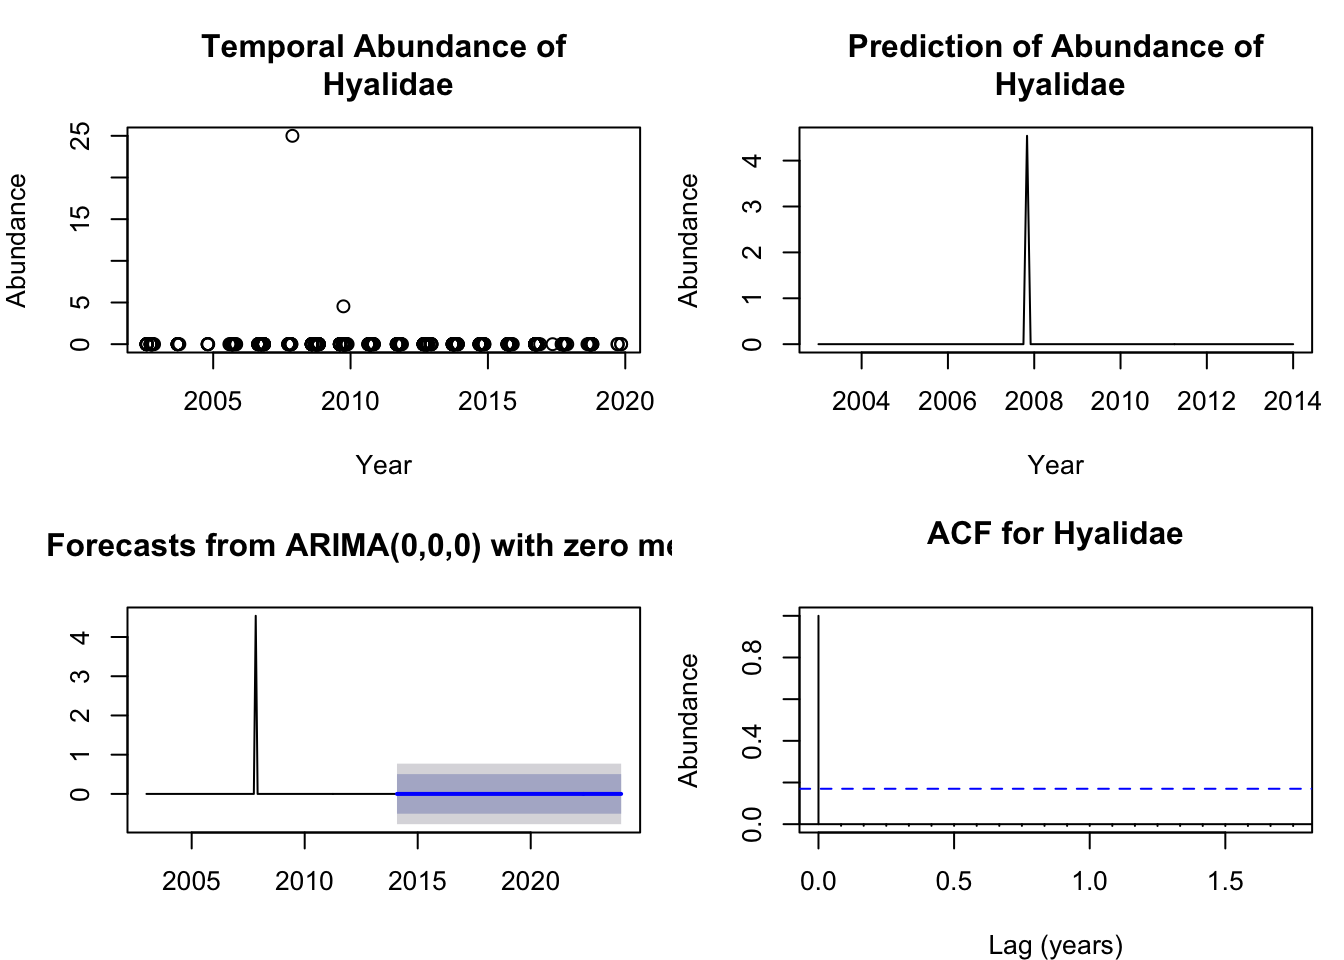 Temporal Abundance of
Hyalidae
Abundance
25
15
5
0
2005 2010 2015 2020
Year
Prediction of Abundance of
Hyalidae
Abundance
4
3
2
1
0
2004 2006 2008 2010 2012 2014
Year
Forecasts from ARIMA(0,0,0) with zero me
4
3
2
1
0
2005 2010 2015 2020
ACF for Hyalidae
Abundance
0.8
0.4
0.0
0.0 0.5 1.0 1.5
Lag (years)